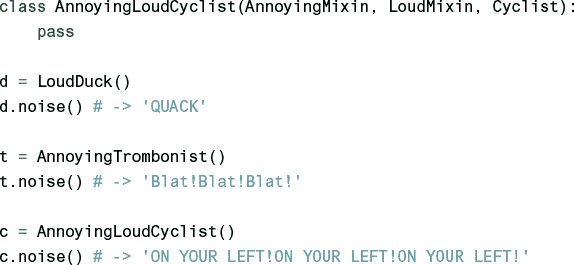 class AnnoyingLoudCyclist(AnnoyingMixin, LoudMixin, Cyclist):
    pass

d = LoudDuck()
d.noise() # -> 'QUACK'

t = AnnoyingTrombonist()
t.noise() # -> 'Blat!Blat!Blat!'

c = AnnoyingLoudCyclist()
c.noise() # -> 'ON YOUR LEFT!ON YOUR LEFT!ON YOUR LEFT!'